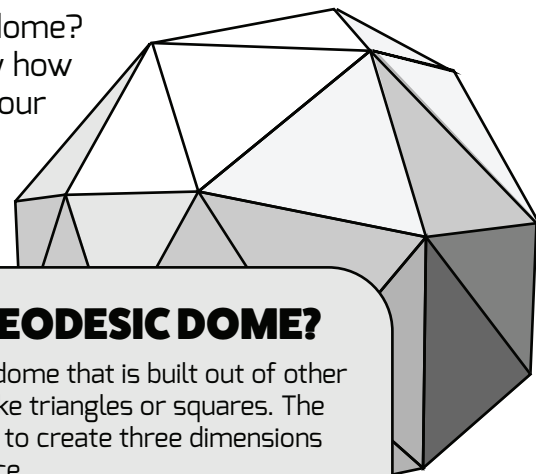 dome?
how
our
EODESIC DOME?
dome that is built out of other
ke triangles or squares. The
to create three dimensions